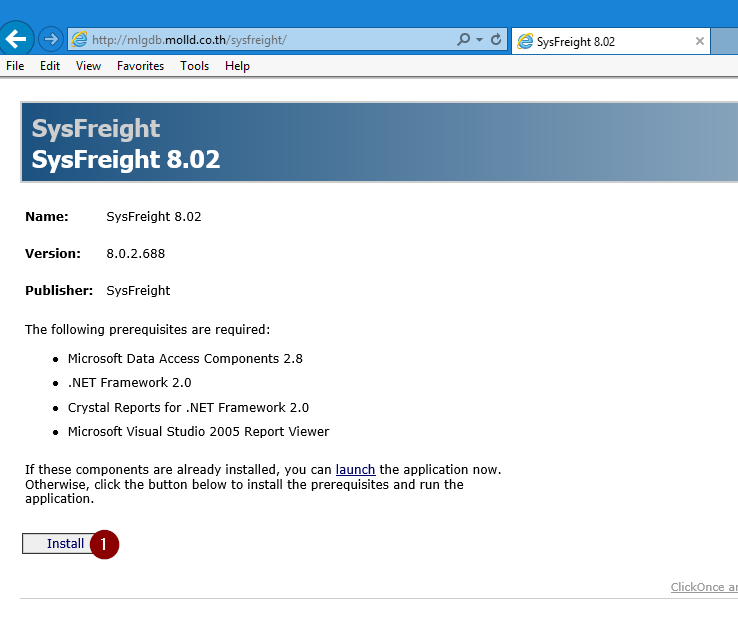 http://mlgdb.molld.co.th/sysfreight/
SysFreight 8.02
File Edit View Favorites Tools Help
SysFreight
SysFreight 8.02
Name: SysFreight 8.02
Version: 8.0.2.688
Publisher: SysFreight
The following prerequisites are required:
Microsoft Data Access Components 2.8
.NET Framework 2.0
Crystal Reports for .NET Framework 2.0
Microsoft Visual Studio 2005 Report Viewer
If these components are already installed, you can launch the application now.
Otherwise, click the button below to install the prerequisites and run the
application.
Install 1
ClickOnce